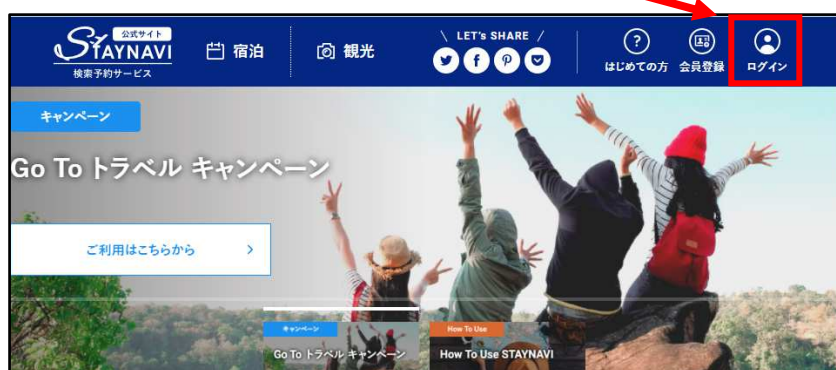 公式サイト
STAYNAVI
検索予約サービス
宿泊
観光
\ LET's SHARE /
はじめての方
会員登録
ログイン
キャンペーン
Go To トラベル キャンペーン
ご利用はこちらから >
キャンペーン
Go To トラベル キャンペーン
How To Use
How To Use STAYNAVI